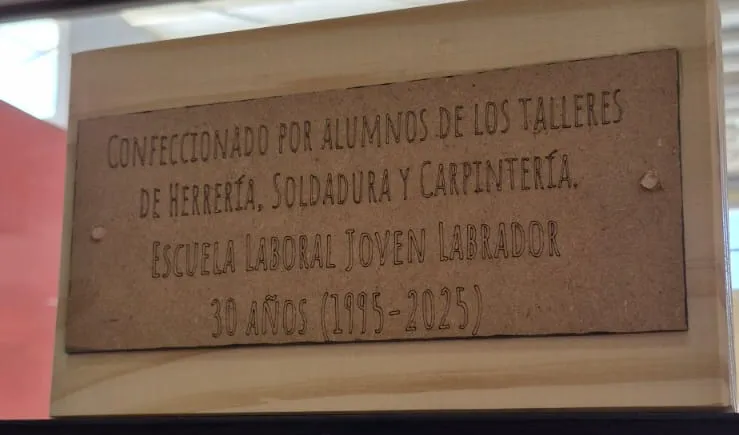 Confeccionado por alumnos de los talleres
de Herrería, Soldadura y Carpintería.
Escuela Laboral Joven Labrador
30 años (1995-2025)